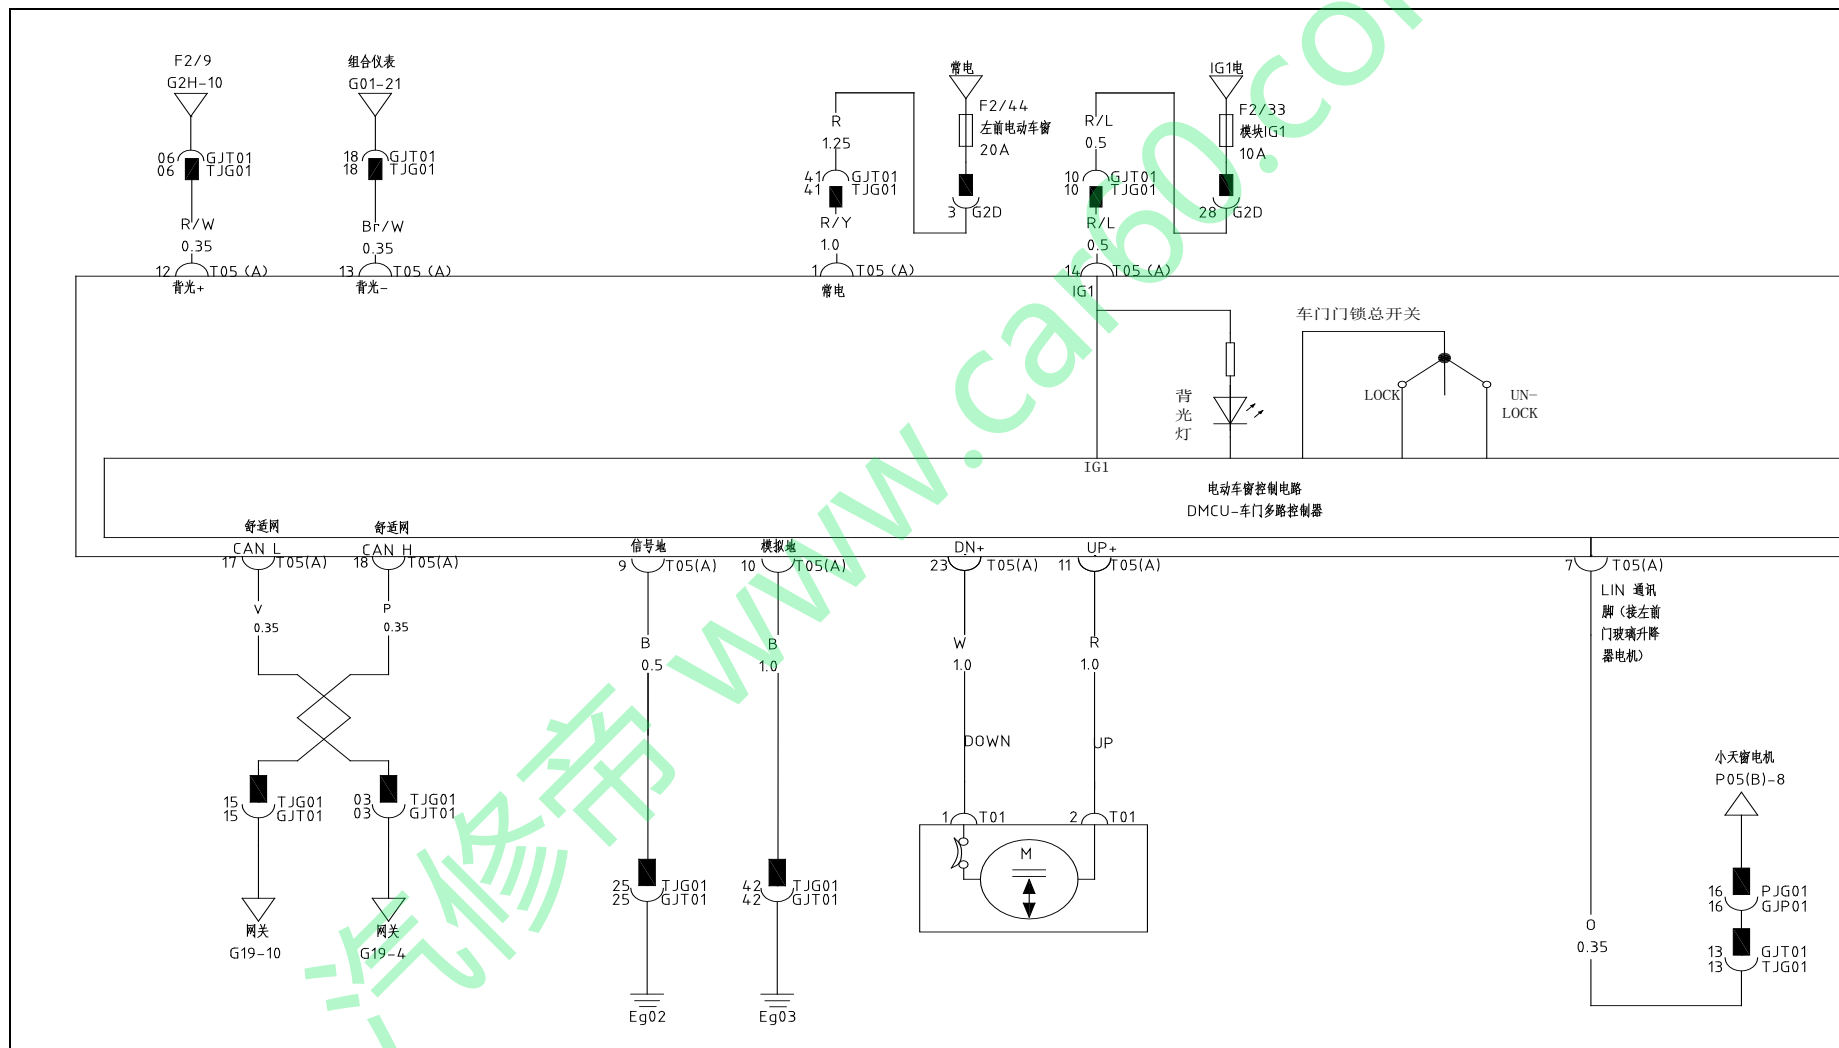 F2/9
G2H-10
06 GJT01
06 TJG01
R/W
0.35
12 T05 (A)
背光+
组合仪表
G01-21
18 GJT01
18 TJG01
Br/W
0.35
13 T05 (A)
背光-
R
1.25
41 GJT01
41 TJG01
R/Y
1.0
1 T05 (A)
常电
常电
F2/44
左前电动车窗
20A
3 G2D
R/L
0.5
10 GJT01
10 TJG01
R/L
0.5
14 T05 (A)
IG1
IG1电
F2/33
模块IG1
10A
28 G2D
车门门锁总开关
LOCK
UN-
LOCK
背
光
灯
IG1
电动车窗控制电路
DMCU-车门多路控制器
舒适网
CAN L
17 T05(A)
V
0.35
15 TJG01
15 GJT01
网关
G19-10
舒适网
CAN H
18 T05(A)
P
0.35
03 TJG01
03 GJT01
网关
G19-4
信号地
9 T05(A)
B
0.5
25 TJG01
25 GJT01
Eg02
模拟地
10 T05(A)
B
1.0
42 TJG01
42 GJT01
Eg03
DN+
23 T05(A)
W
1.0
DOWN
1 T01
UP+
11 T05(A)
R
1.0
UP
2 T01
M
7 T05(A)
LIN 通讯
脚（接左前
门玻璃升降
器电机）
O
0.35
小天窗电机
P05(B)-8
16 PJG01
16 GJP01
13 GJT01
13 TJG01
汽修帝 www.car60.com